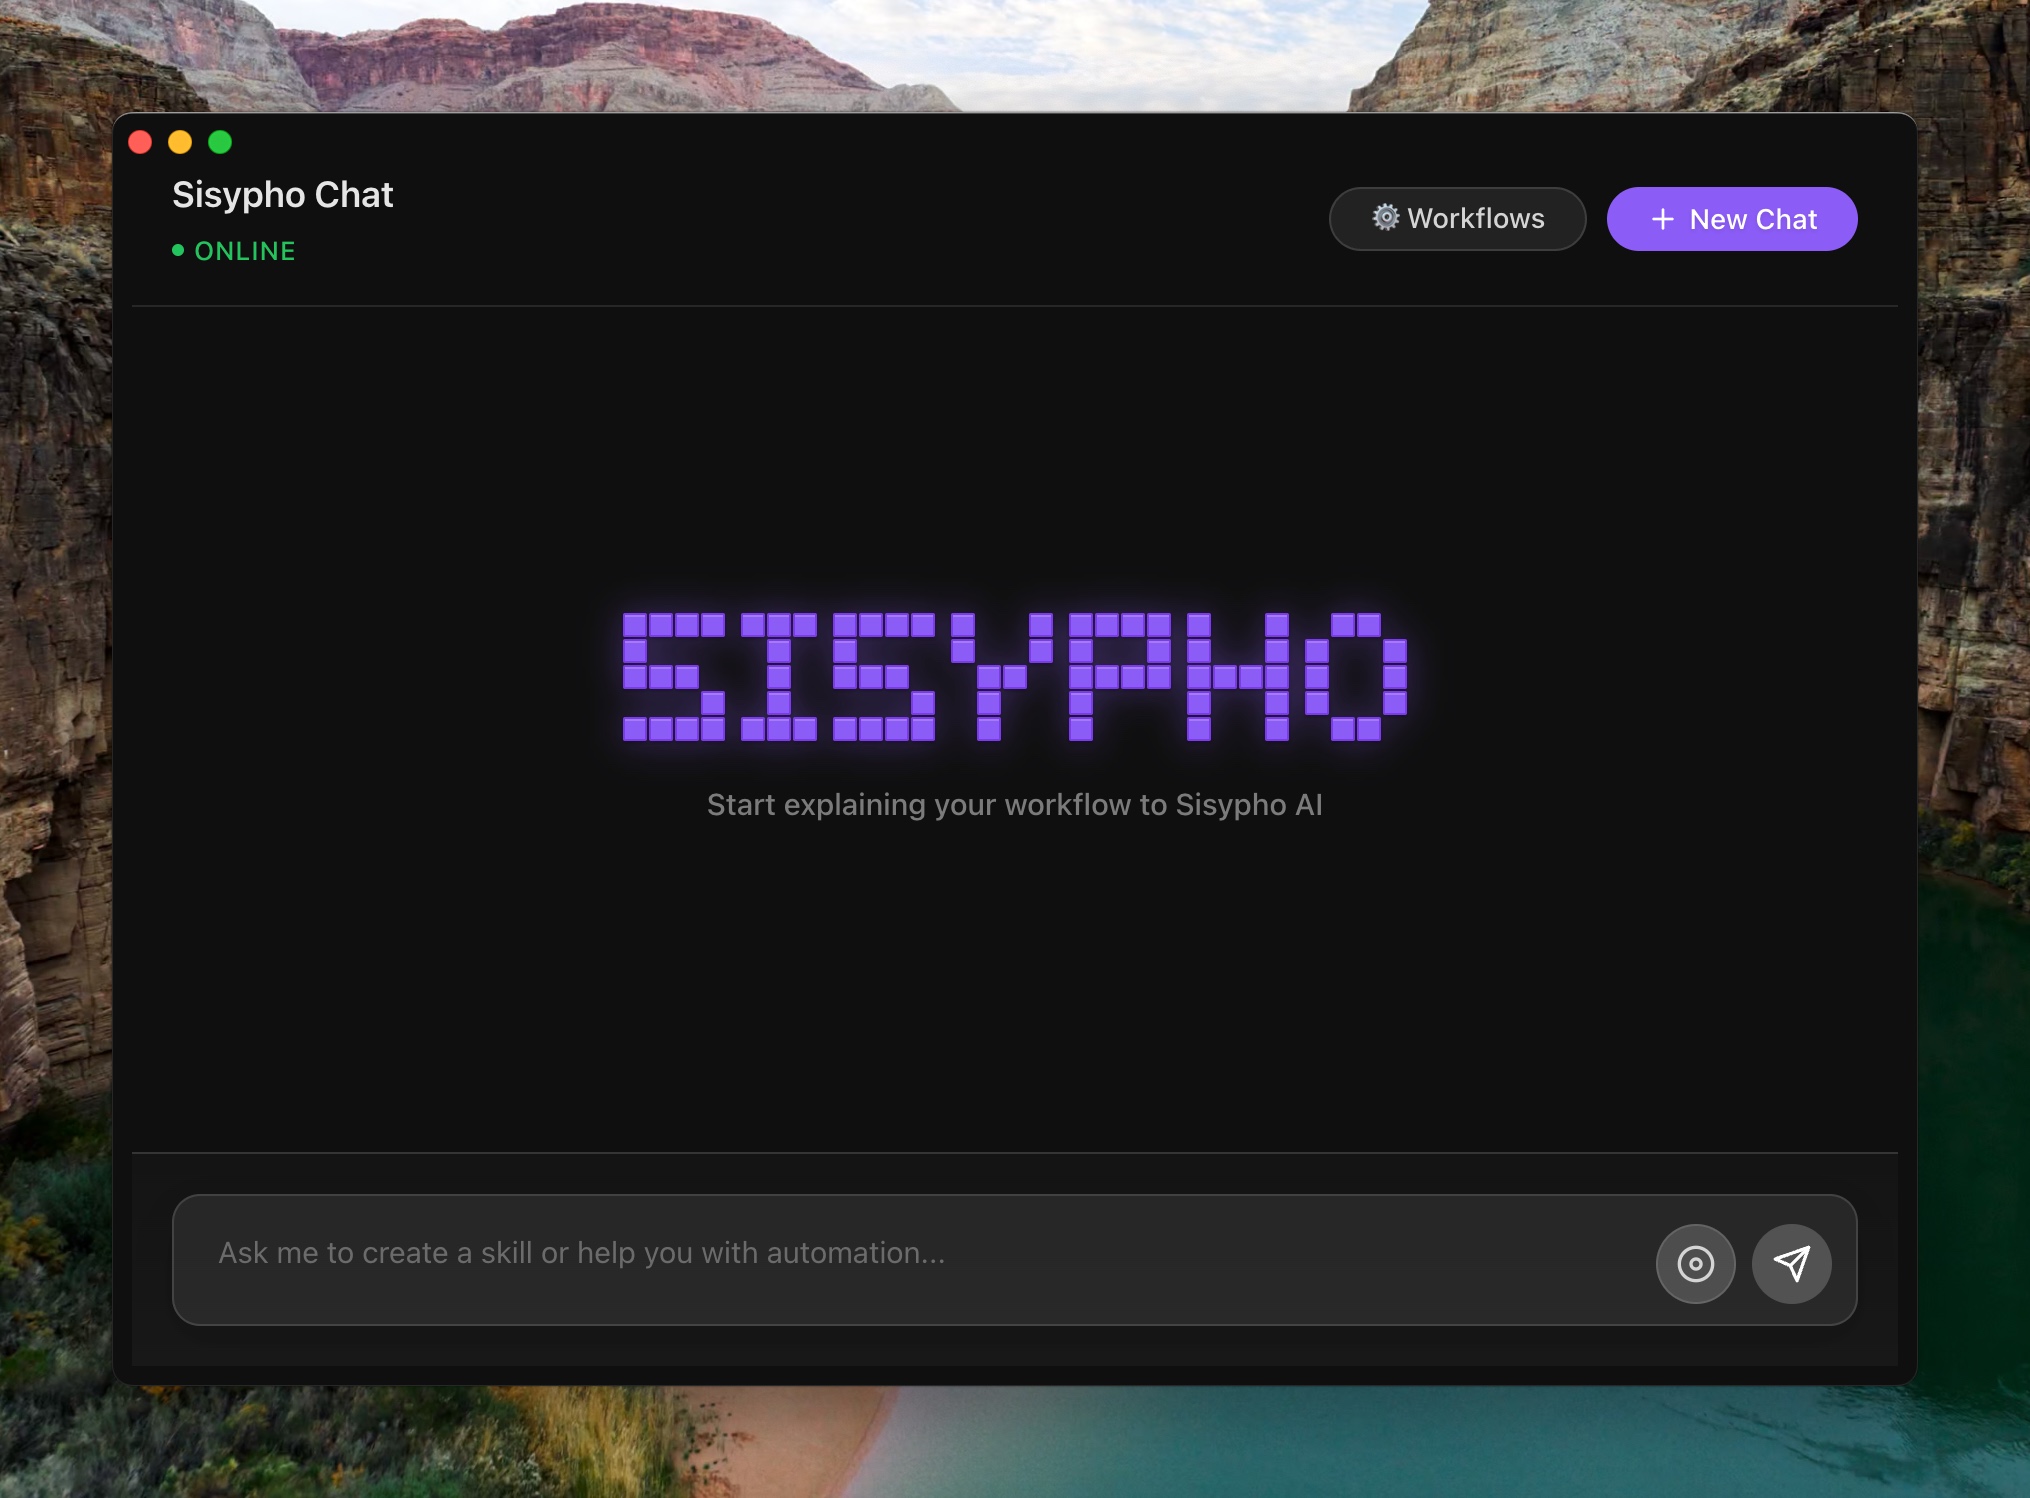 Sisypho Chat
ONLINE
Workflows
New Chat
SISYPHO
Start explaining your workflow to Sisypho AI
Ask me to create a skill or help you with automation...